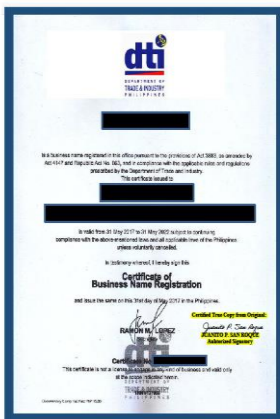 dti
DEPARTMENT OF
TRADE & INDUSTRY
PHILIPPINES
is a business name registered in this office pursuant to the provisions of Act 3883, as amended by
Act 4147 and Republic Act No. 863, and in compliance with the applicable rules and regulations
prescribed by the Department of Trade and Industry.
This certificate issued to
is valid from 31 May 2017 to 31 May 2022 subject to continuing
compliance with the above-mentioned laws and all applicable laws of the Philippines
unless voluntarily cancelled.
In testimony whereof, I hereby sign this
Certificate of
Business Name Registration
and issue the same on this 31st day of May 2017 in the Philippines.
Certified True Copy from Original:
Juanito P. San Roque
JUANITO P. SAN ROQUE
Authorized Signatory
RAMON M. LOPEZ
Secretary
Certificate No.
This certificate is not a license to engage in any kind of business and valid only
at the scope indicated herein.
DEPARTMENT OF
PHILIPPINES